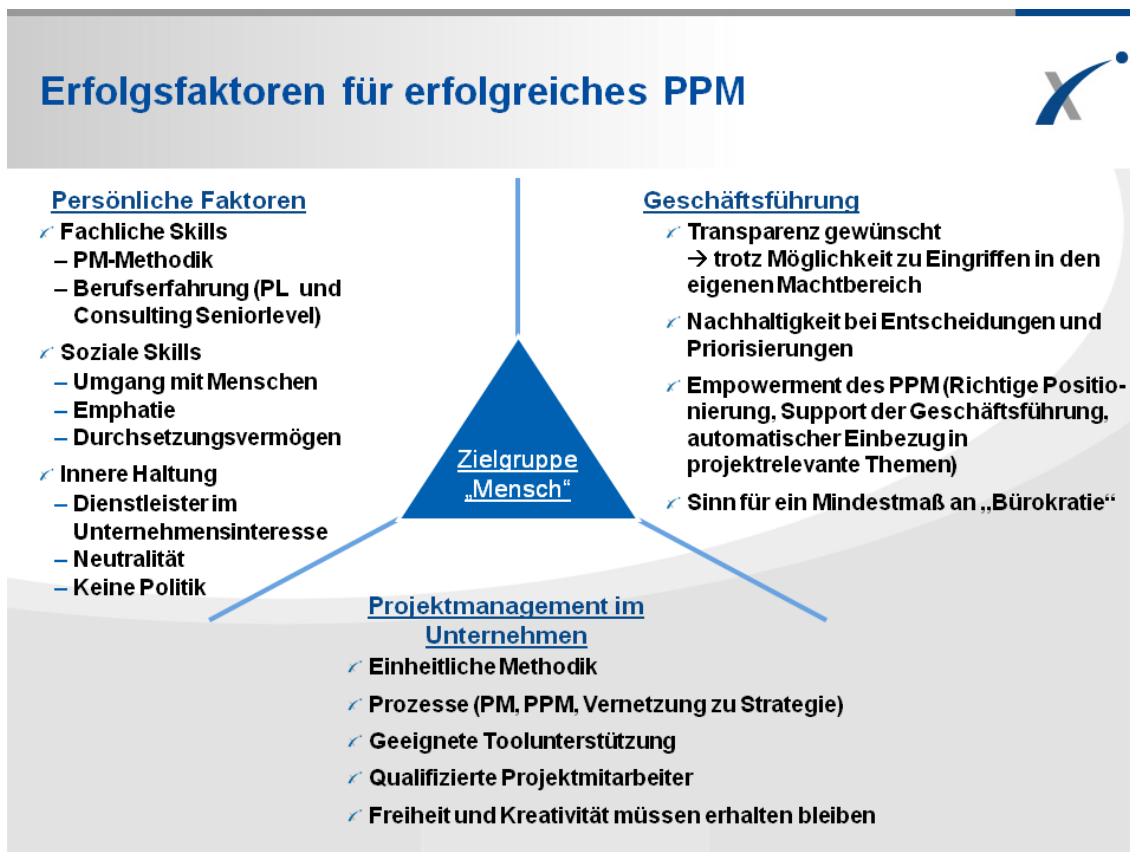 Erfolgsfaktoren für erfolgreiches PPM
Persönliche Faktoren
Fachliche Skills
– PM-Methodik
– Berufserfahrung (PL und
Consulting Seniorlevel)
Soziale Skills
– Umgang mit Menschen
– Emphatie
– Durchsetzungsvermögen
Innere Haltung
– Dienstleister im
Unternehmensinteresse
– Neutralität
– Keine Politik
Geschäftsführung
Transparenz gewünscht
→ trotz Möglichkeit zu Eingriffen in den
eigenen Machtbereich
Nachhaltigkeit bei Entscheidungen und
Priorisierungen
Empowerment des PPM (Richtige Positio-
nierung, Support der Geschäftsführung,
automatischer Einbezug in
projektrelevante Themen)
Sinn für ein Mindestmaß an „Bürokratie“
Zielgruppe
„Mensch“
Projektmanagement im
Unternehmen
Einheitliche Methodik
Prozesse (PM, PPM, Vernetzung zu Strategie)
Geeignete Toolunterstützung
Qualifizierte Projektmitarbeiter
Freiheit und Kreativität müssen erhalten bleiben